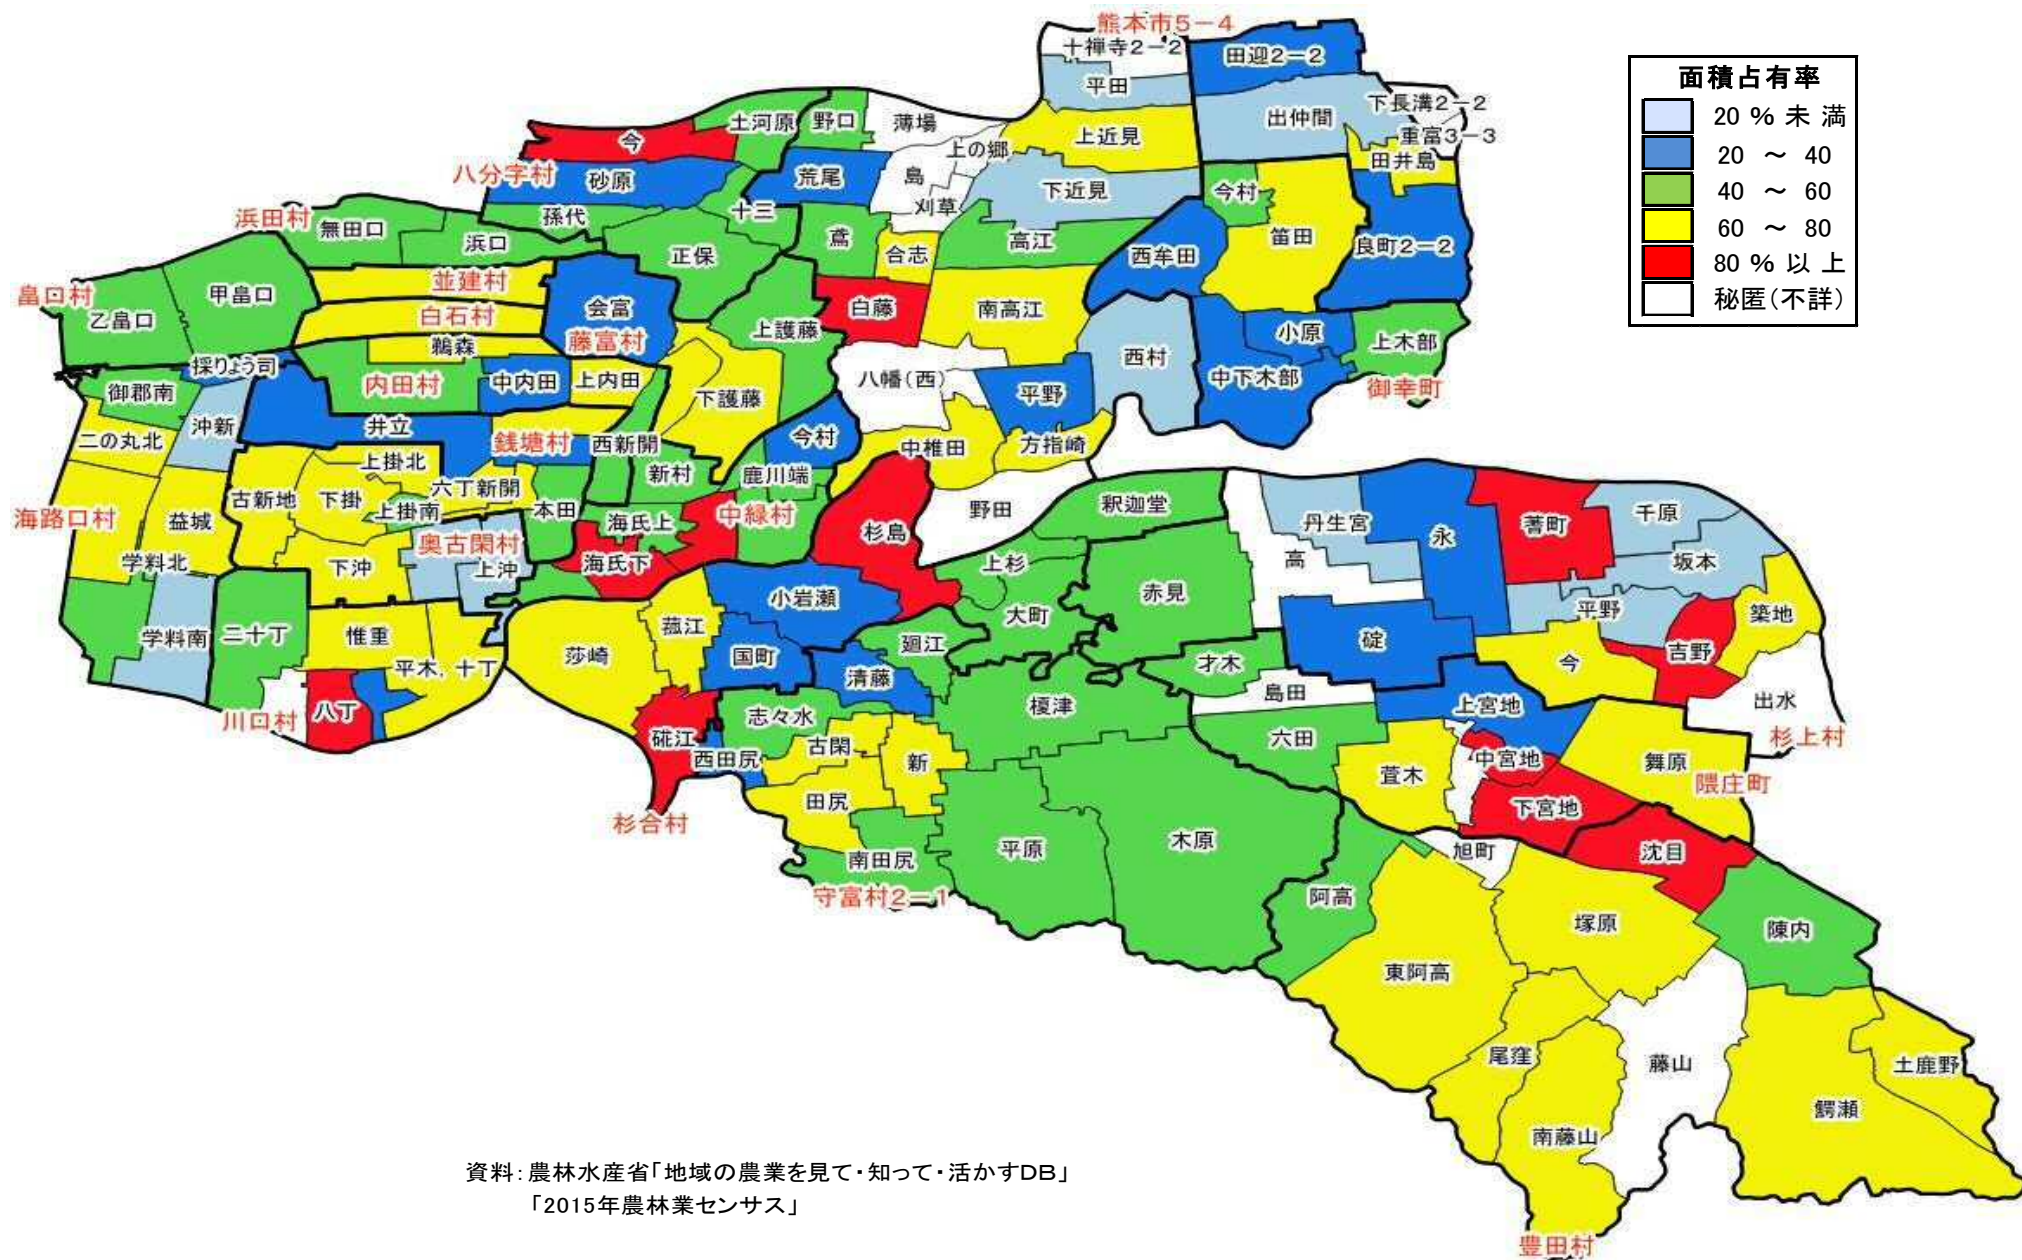 熊本市5-4
十禅寺2-2
田迎2-2
平田
下長溝2-2
出仲間
重富3-3
土河原
野口
薄場
今
上近見
上の郷
田井島
八分字村
砂原
荒尾
島
下近見
今村
刈草
十三
浜田村
無田口
孫代
浜口
正保
鳶
合志
高江
西牟田
笛田
良町2-2
畠口村
甲畠口
乙畠口
並建村
白石村
会富
藤富村
上護藤
白藤
南高江
小原
上木部
鵜森
西村
採りょう司
内田村
中内田
上内田
下護藤
八幡(西)
平野
中下木部
御幸町
御郡南
沖新
井立
銭塘村
西新開
今村
中椎田
方指崎
二の丸北
上掛北
新村
鹿川端
古新地
下掛
六丁新開
上掛南
本田
海路口村
益城
海氏上
中緑村
杉島
野田
釈迦堂
丹生宮
永
蓍町
千原
奥古閑村
学料北
下沖
上沖
海氏下
上杉
高
坂本
小岩瀬
大町
赤見
平野
築地
学料南
二十丁
惟重
平木,十丁
莎崎
菰江
国町
廻江
清藤
才木
碇
今
吉野
川口村
八丁
硴江
志々水
榎津
島田
上宮地
出水
杉上村
西田尻
古閑
新
六田
萱木
中宮地
舞原
隈庄町
田尻
下宮地
杉合村
南田尻
平原
木原
旭町
沈目
守富村2-1
阿高
塚原
陳内
東阿高
尾窪
藤山
土鹿野
鰐瀬
南藤山
豊田村
面積占有率
20 % 未 満
20 ~ 40
40 ~ 60
60 ~ 80
80 % 以 上
秘匿(不詳)
資料:農林水産省「地域の農業を見て・知って・活かすDB」
「2015年農林業センサス」